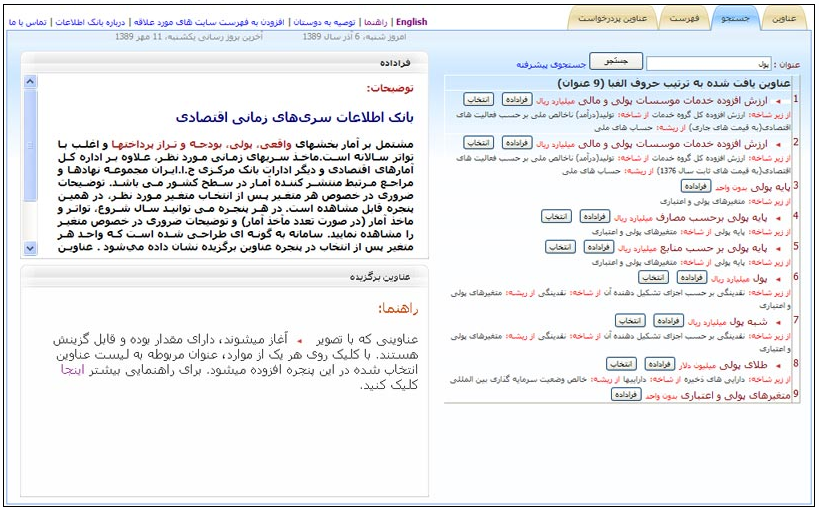 عناوین جستجو فهرست عناوین پردرخواست
English | راهنما | توصیه به دوستان | افزودن به فهرست سایت های مورد علاقه | درباره بانک اطلاعات | تماس با ما
امروز شنبه، 6 آذر سال 1389 آخرین بروز رسانی یکشنبه، 11 مهر 1389
عنوان : پول جستجو جستجوی پیشرفته
عناوین یافت شده به ترتیب حروف الفبا (9 عنوان)
1 ارزش افزوده خدمات موسسات پولی و مالی میلیارد ریال فراداده انتخاب
از زیر شاخه: ارزش افزوده کل گروه خدمات از شاخه: تولید(درآمد) ناخالص ملی بر حسب فعالیت های
اقتصادی(به قیمت های جاری) از ریشه: حساب های ملی
2 ارزش افزوده خدمات موسسات پولی و مالی میلیارد ریال فراداده انتخاب
از زیر شاخه: ارزش افزوده کل گروه خدمات از شاخه: تولید(درآمد) ناخالص ملی بر حسب فعالیت های
اقتصادی(به قیمت های ثابت سال 1376) از ریشه: حساب های ملی
3 پایه پولی بدون واحد فراداده
از زیر شاخه: متغیرهای پولی و اعتباری
4 پایه پولی برحسب مصارف میلیارد ریال فراداده انتخاب
از زیر شاخه: پایه پولی از شاخه: متغیرهای پولی و اعتباری
5 پایه پولی بر حسب منابع میلیارد ریال فراداده انتخاب
از زیر شاخه: پایه پولی از شاخه: متغیرهای پولی و اعتباری
6 پول میلیارد ریال فراداده انتخاب
از زیر شاخه: نقدینگی بر حسب اجزای تشکیل دهنده آن از شاخه: نقدینگی از ریشه: متغیرهای پولی
و اعتباری
7 شبه پول میلیارد ریال فراداده انتخاب
از زیر شاخه: نقدینگی بر حسب اجزای تشکیل دهنده آن از شاخه: نقدینگی از ریشه: متغیرهای پولی
و اعتباری
8 طلای پولی میلیون دلار فراداده انتخاب
از زیر شاخه: دارایی های ذخیره از شاخه: داراییها از ریشه: خالص وضعیت سرمایه گذاری بین المللی
9 متغیرهای پولی و اعتباری بدون واحد فراداده
فراداده
توضیحات:
بانک اطلاعات سری‌های زمانی اقتصادی
مشتمل بر آمار بخشهای واقعی، پولی، بودجه و تراز پرداختها و اغلب با
تواتر سالانه است.ماخذ سریهای زمانی مورد نظر، علاوه بر اداره کل
آمارهای اقتصادی و دیگر ادارات بانک مرکزی ج.ا.ایران مجموعه نهادها و
مراجع مرتبط منتشر کننده آمار در سطح کشور می باشد. توضیحات
ضروری در خصوص هر متغیر پس از انتخاب متغیر مورد نظر، در همین
پنجره قابل مشاهده است. در هر پنجره می توانید سال شروع، تواتر و
ماخذ آمار (در صورت تعدد ماخذ آمار) و توضیحات ضروری در خصوص متغیر
را مشاهده نمایید. سامانه به گونه ای طراحی شده است که واحد هر
متغیر پس از انتخاب در پنجره عناوین برگزیده نشان داده می‌شود . عناوین
عناوین برگزیده
راهنما:
عناوینی که با تصویر آغاز میشوند، دارای مقدار بوده و قابل گزینش
هستند. با کلیک روی هر یک از موارد، عنوان مربوطه به لیست عناوین
انتخاب شده در این پنجره افزوده میشود. برای راهنمایی بیشتر اینجا
کلیک کنید.